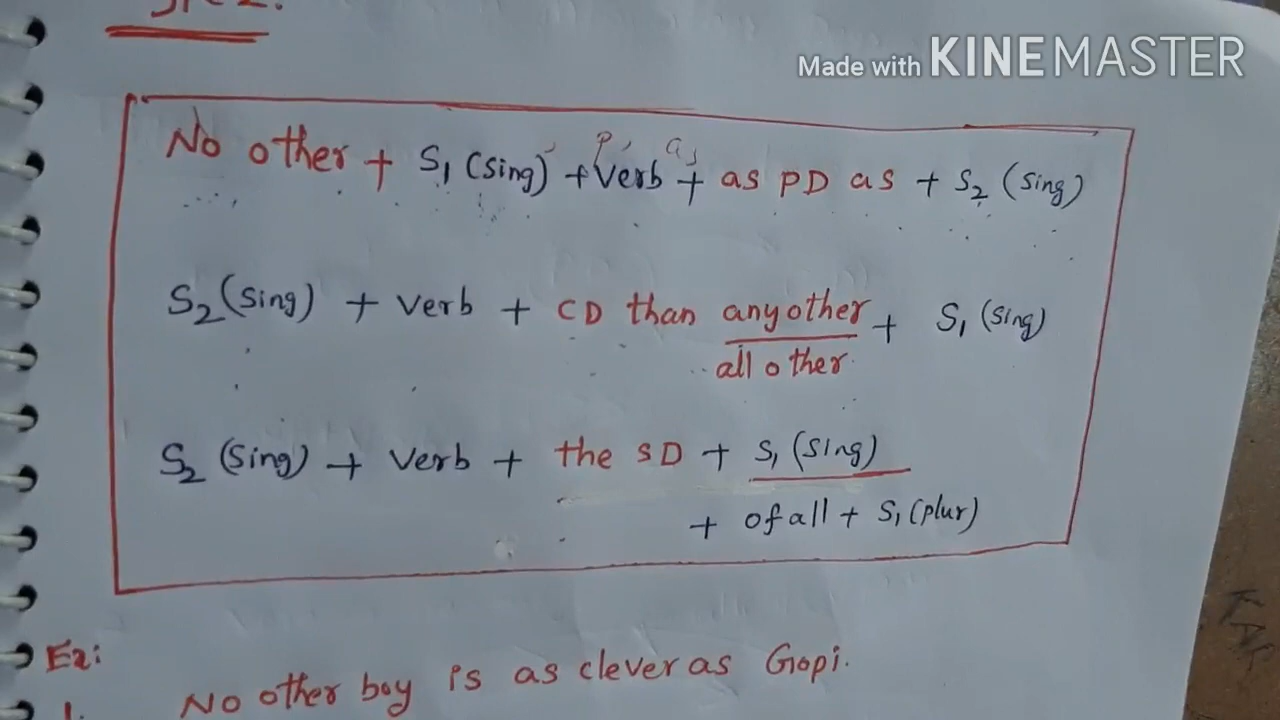 Made with KINEMASTER
No other + S₁ (sing) + verb + as PD as + S₂ (sing)
S₂ (sing) + verb + CD than any other + S₁ (sing)
all other
S₂ (sing) + verb + the SD + S₁ (sing)
+ of all + S₁ (plur)
Ex:
1. No other boy is as clever as Gopi.